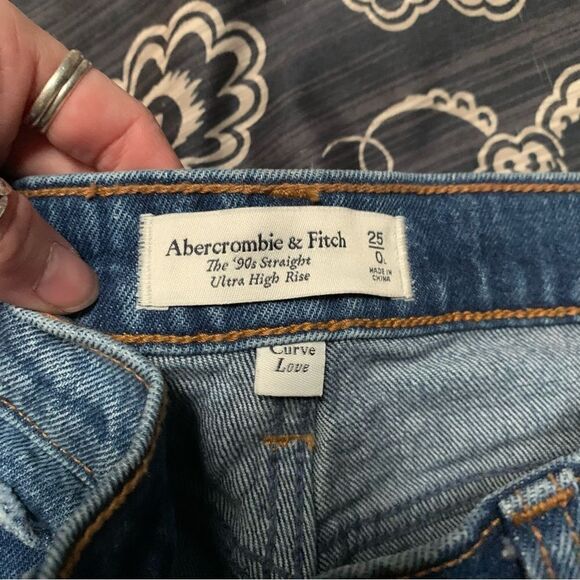 Abercrombie & Fitch
The '90s Straight
Ultra High Rise
25
0.
MADE IN
CHINA
Curve
Love